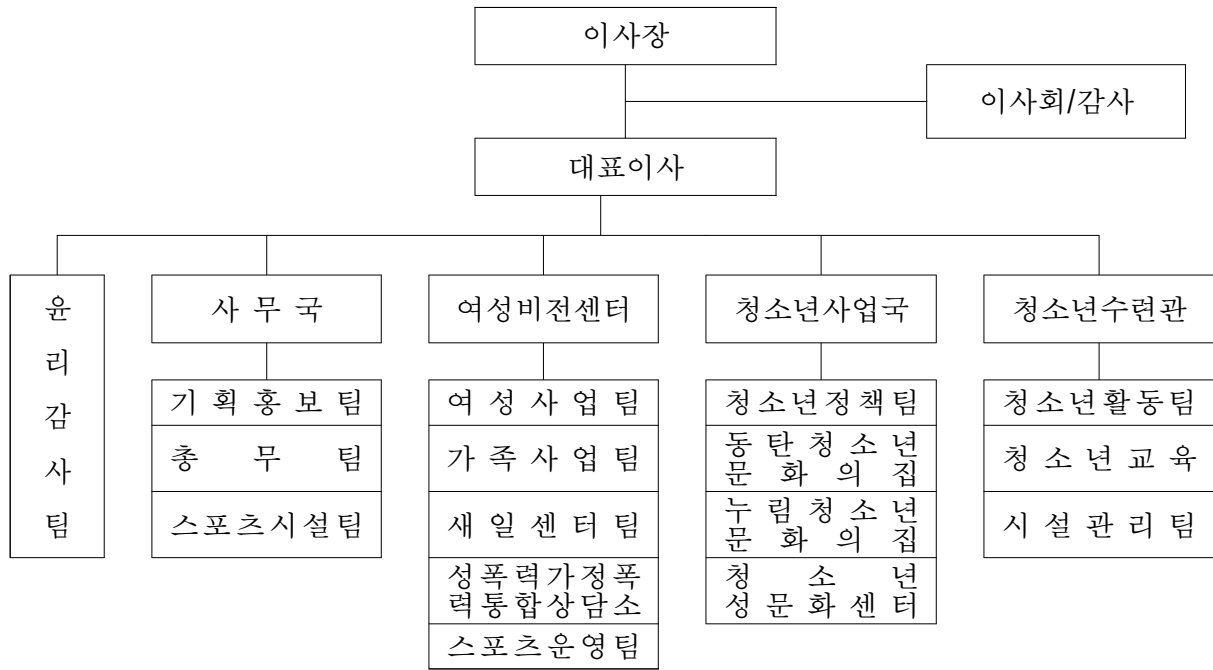 이사장
이사회/감사
대표이사
윤리감사팀
사 무 국
여성비전센터
청소년사업국
청소년수련관
기 획 홍 보 팀
총 무 팀
스포츠시설팀
여 성 사 업 팀
가 족 사 업 팀
새 일 센 터 팀
성폭력가정폭
력통합상담소
스포츠운영팀
청소년정책팀
동 탄 청 소 년
문 화 의 집
누 림 청 소 년
문 화 의 집
청 소 년
성 문 화 센 터
청소년활동팀
청 소 년 교 육
시 설 관 리 팀